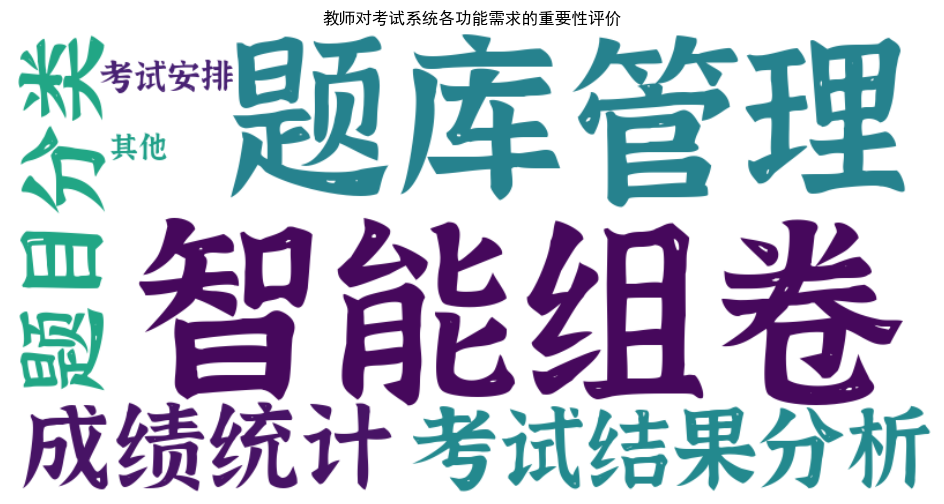 教师对考试系统各功能需求的重要性评价
题目分类
考试安排
其他
题库管理
智能组卷
成绩统计
考试结果分析